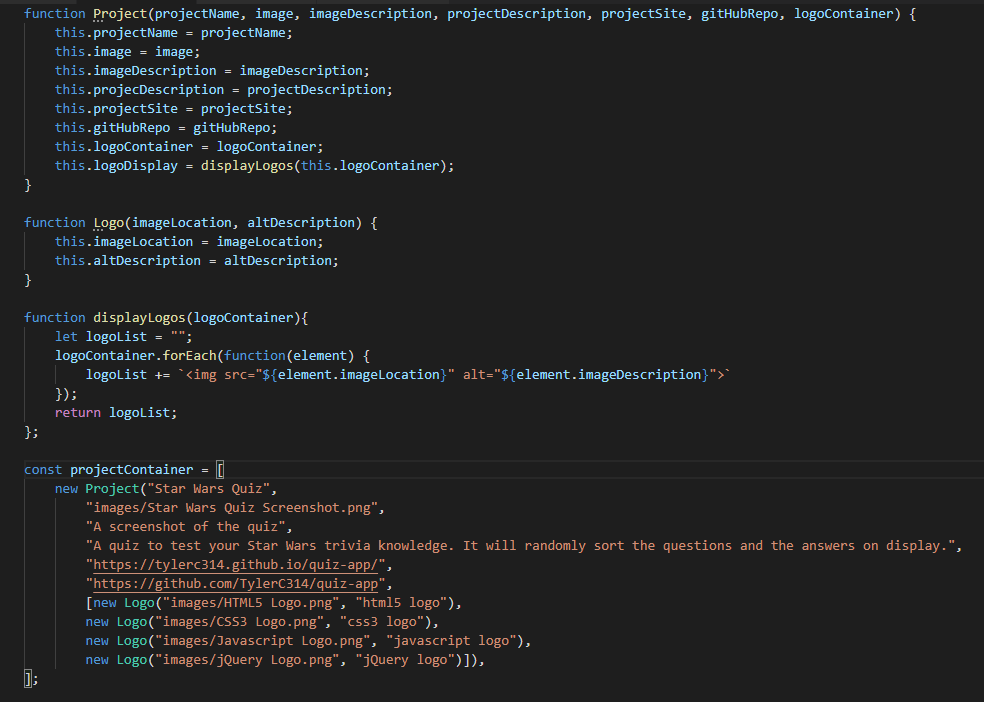 function Project(projectName, image, imageDescription, projectDescription, projectSite, gitHubRepo, logoContainer) {
    this.projectName = projectName;
    this.image = image;
    this.imageDescription = imageDescription;
    this.projecDescription = projectDescription;
    this.projectSite = projectSite;
    this.gitHubRepo = gitHubRepo;
    this.logoContainer = logoContainer;
    this.logoDisplay = displayLogos(this.logoContainer);
}

function Logo(imageLocation, altDescription) {
    this.imageLocation = imageLocation;
    this.altDescription = altDescription;
}

function displayLogos(logoContainer){
    let logoList = "";
    logoContainer.forEach(function(element) {
        logoList += `<img src="${element.imageLocation}" alt="${element.imageDescription}">`
    });
    return logoList;
};

const projectContainer = [
    new Project("Star Wars Quiz",
        "images/Star Wars Quiz Screenshot.png",
        "A screenshot of the quiz",
        "A quiz to test your Star Wars trivia knowledge. It will randomly sort the questions and the answers on display.",
        "https://tylerc314.github.io/quiz-app/",
        "https://github.com/TylerC314/quiz-app",
        [new Logo("images/HTML5 Logo.png", "html5 logo"),
        new Logo("images/CSS3 Logo.png", "css3 logo"),
        new Logo("images/Javascript Logo.png", "javascript logo"),
        new Logo("images/jQuery Logo.png", "jQuery logo")]),
];